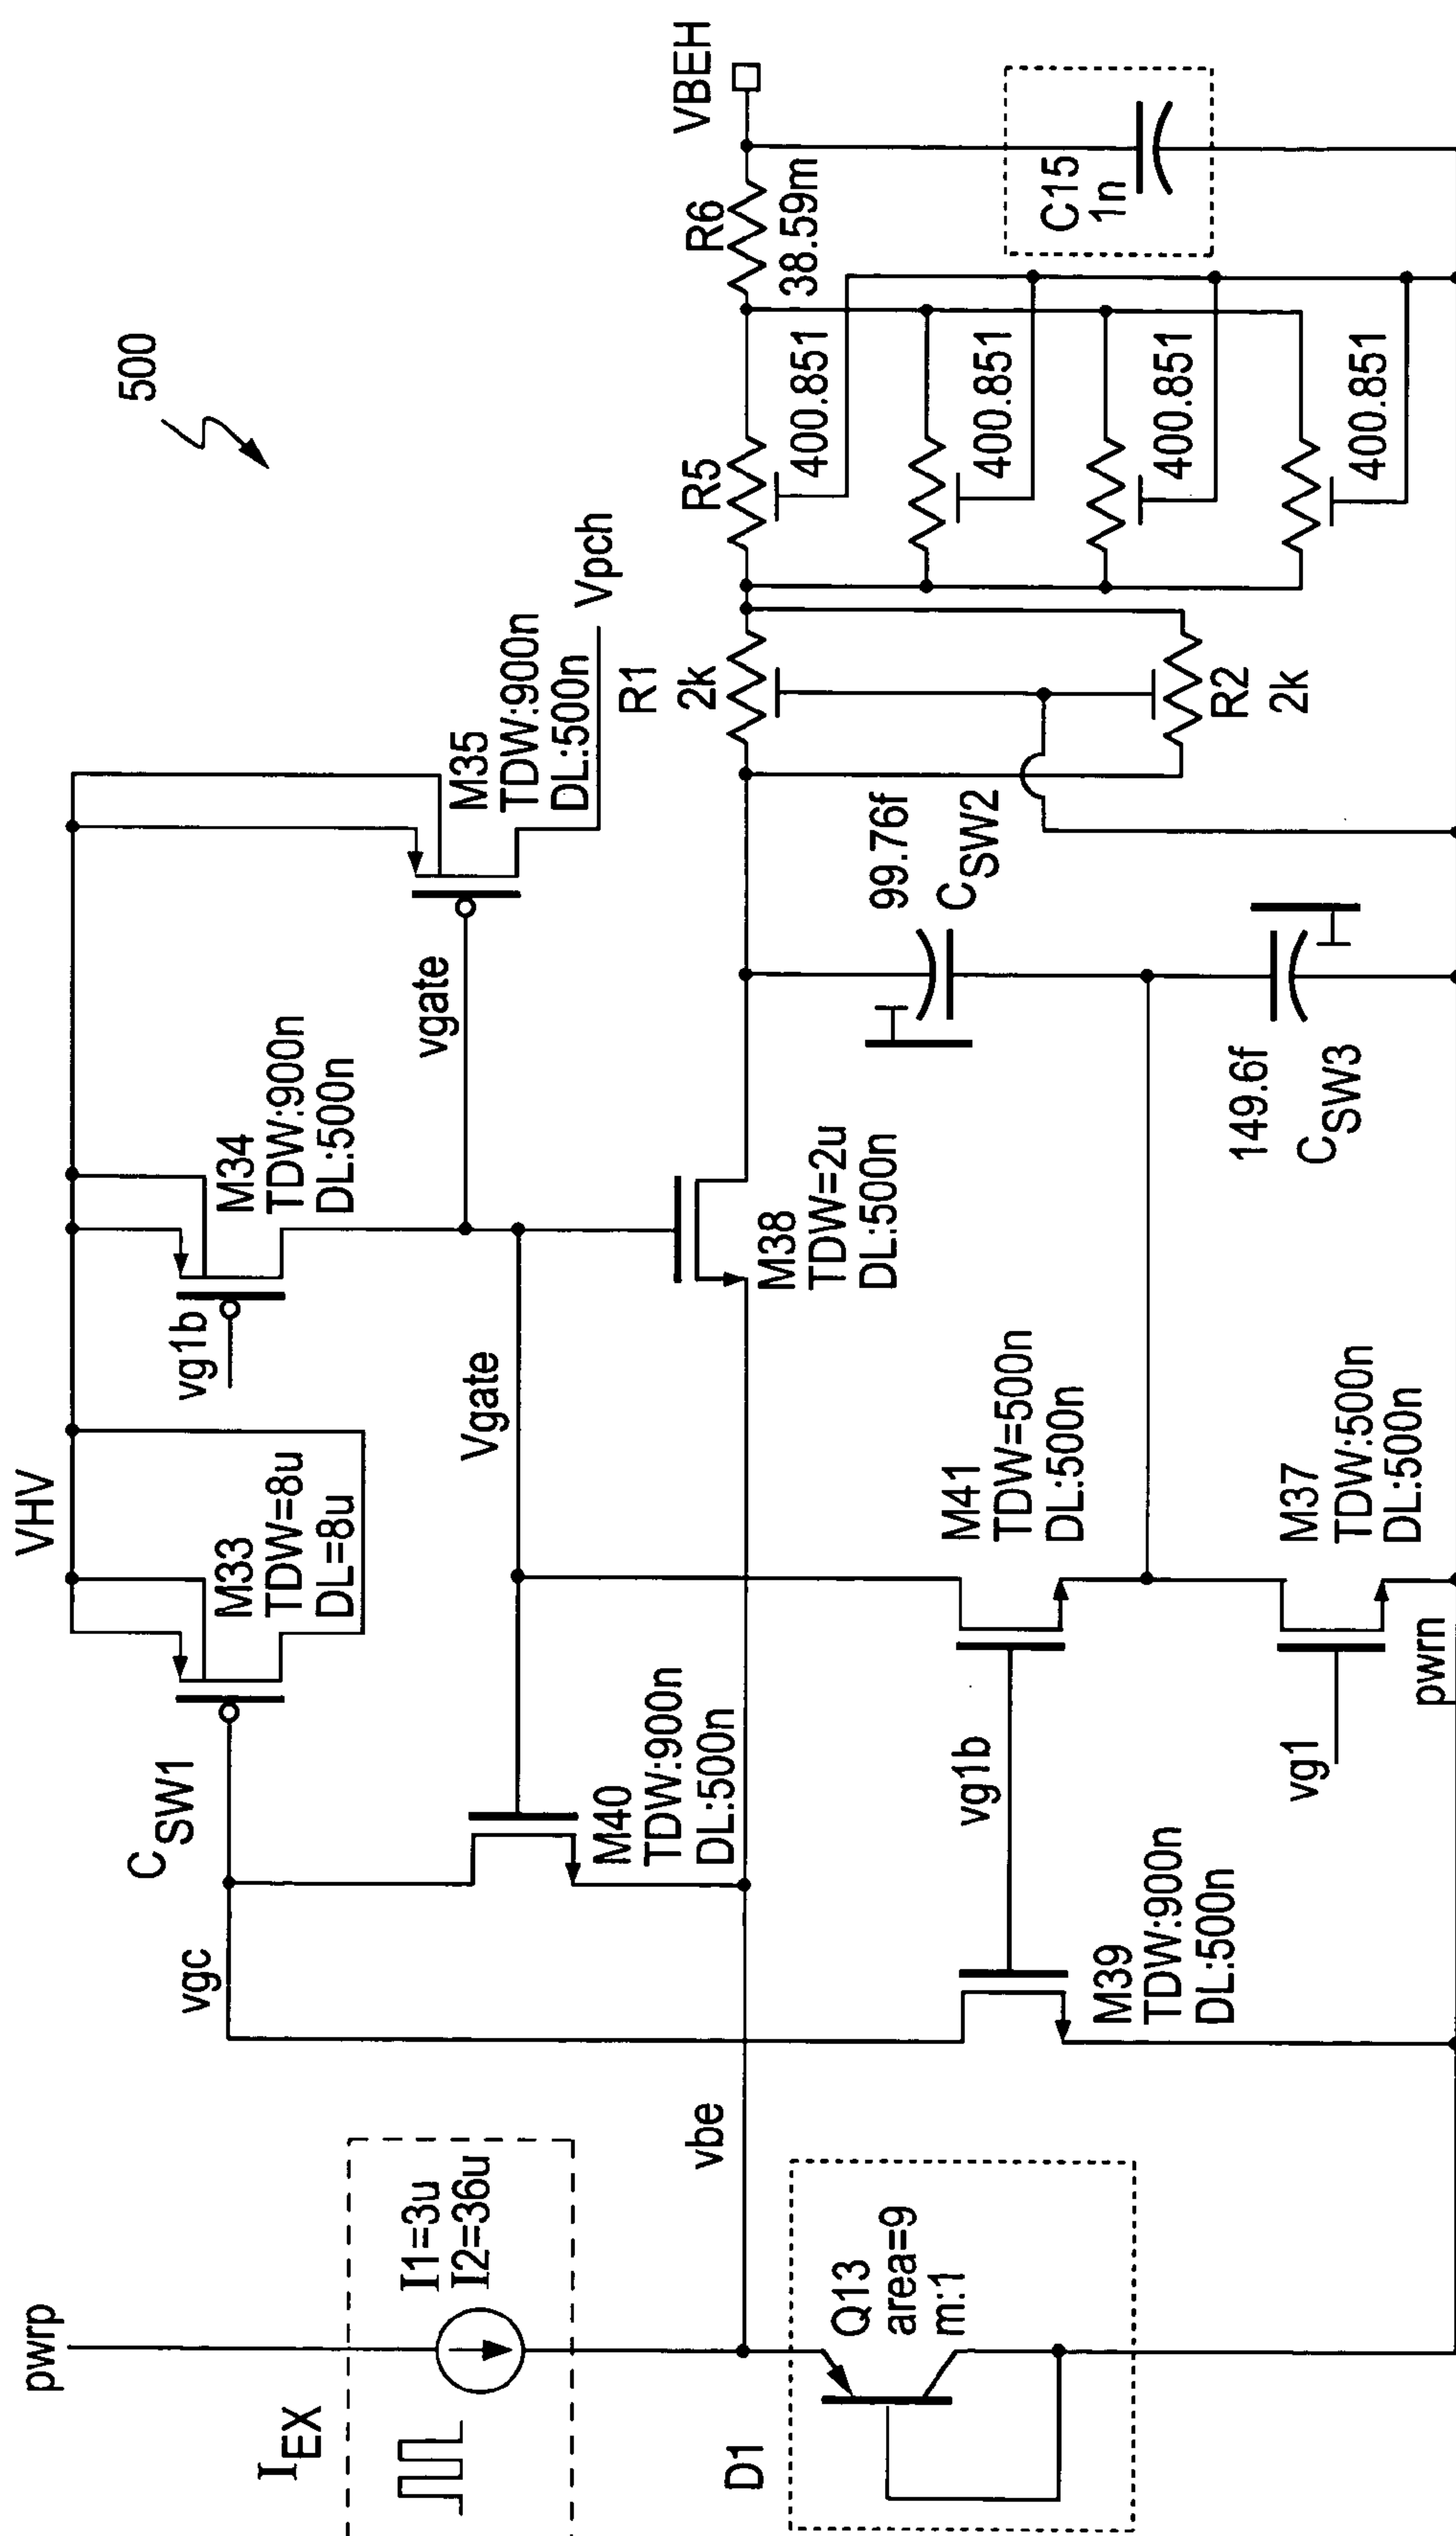 500
pwrp
I_EX
I1=3u
I2=36u
vbe
D1
Q13
area=9
m:1
VHV
C_SW1
vgc
M33
TDW=8u
DL=8u
vg1b
M34
TDW:900n
DL:500n
vgate
M35
TDW:900n
DL:500n
Vpch
Vgate
M40
TDW:900n
DL:500n
M38
TDW=2u
DL:500n
M39
TDW:900n
DL:500n
vg1b
M41
TDW=500n
DL:500n
vg1
M37
TDW:500n
DL:500n
pwrn
99.76f
C_SW2
149.6f
C_SW3
R1
2k
R2
2k
R5
400.851
400.851
400.851
400.851
R6
38.59m
VBEH
C15
1n